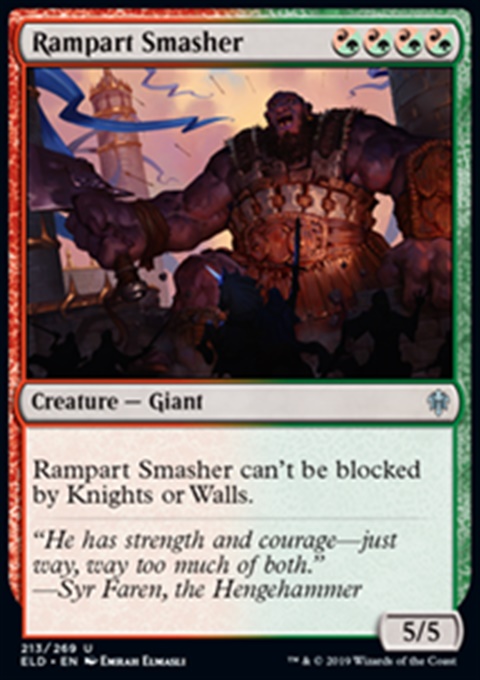 Rampart Smasher
Creature — Giant
Rampart Smasher can't be blocked
by Knights or Walls.
"He has strength and courage—just
way, way too much of both."
—Syr Faren, the Hengehammer
5/5
213/269 U
ELD • EN Emrah Elmasli
™ & © 2019 Wizards of the Coast